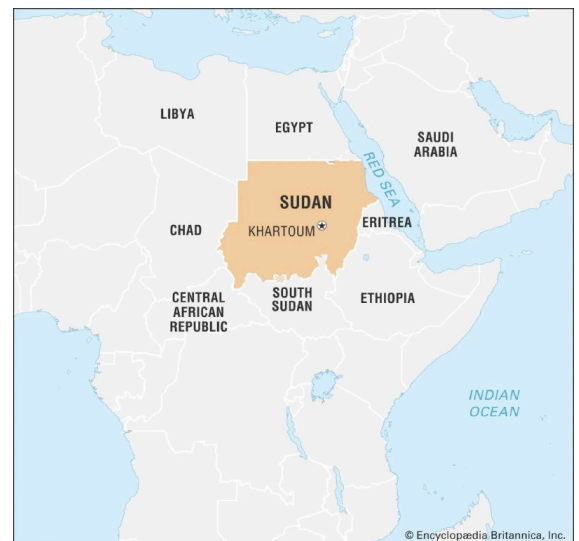 LIBYA
EGYPT
SAUDI
ARABIA
RED SEA
SUDAN
KHARTOUM
ERITREA
CHAD
CENTRAL
AFRICAN
REPUBLIC
SOUTH
SUDAN
ETHIOPIA
INDIAN
OCEAN
© Encyclopædia Britannica, Inc.